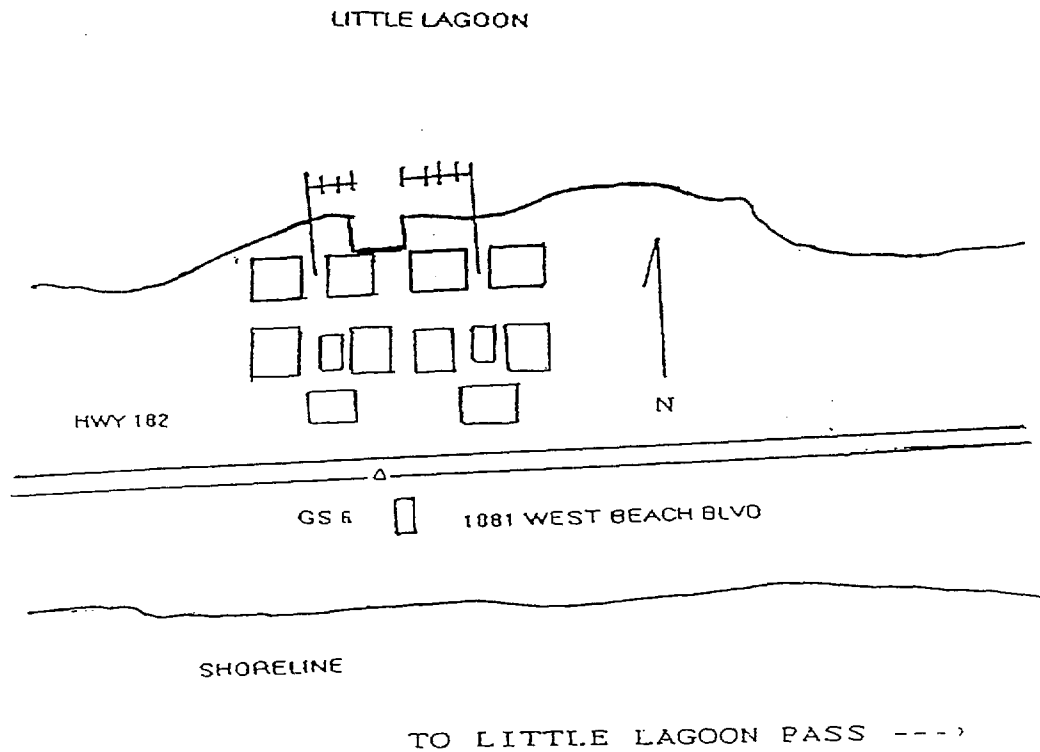 LITTLE LAGOON
N
HWY 182
GS 6 1081 WEST BEACH BLVD
SHORELINE
TO LITTLE LAGOON PASS --->